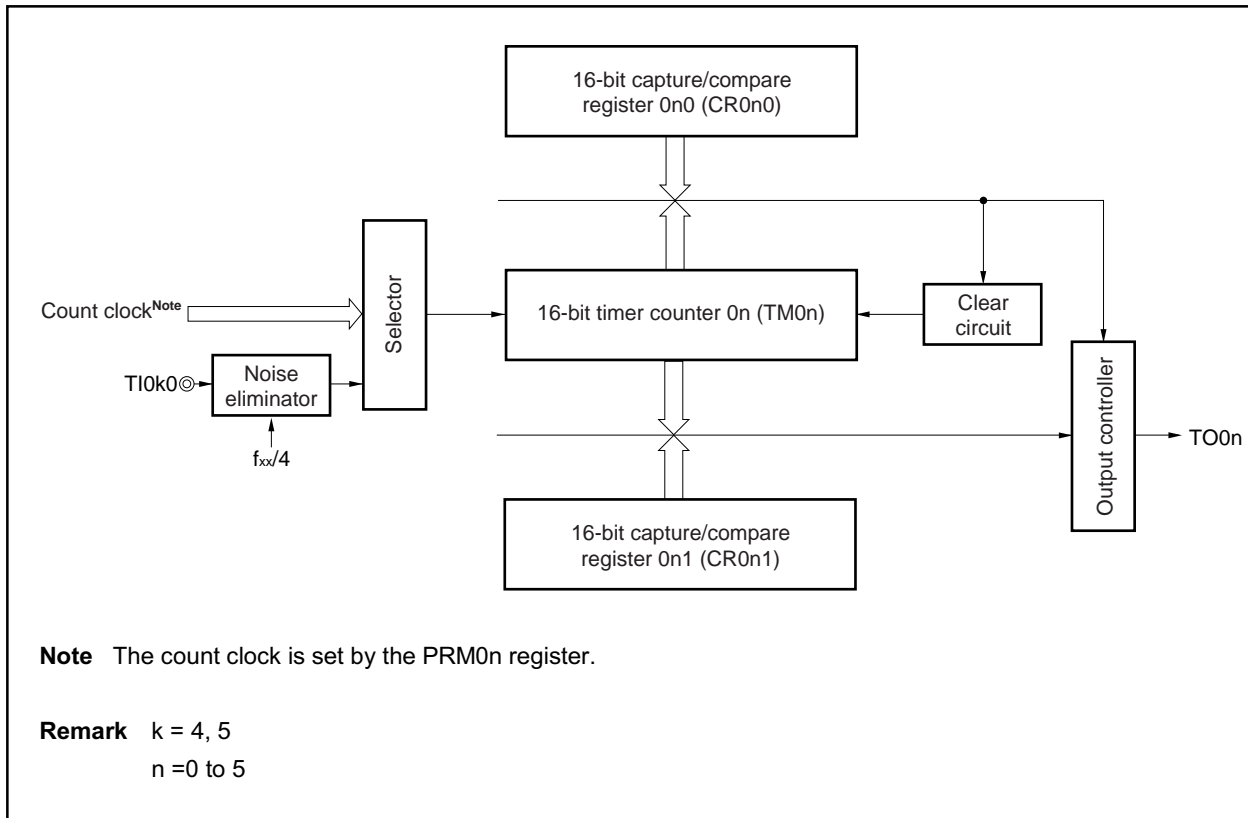 16-bit capture/compare
register 0n0 (CR0n0)
Count clockNote
Selector
16-bit timer counter 0n (TM0n)
Clear
circuit
TI0k0
Noise
eliminator
fxx/4
Output controller
TO0n
16-bit capture/compare
register 0n1 (CR0n1)
Note The count clock is set by the PRM0n register.
Remark k = 4, 5
n =0 to 5